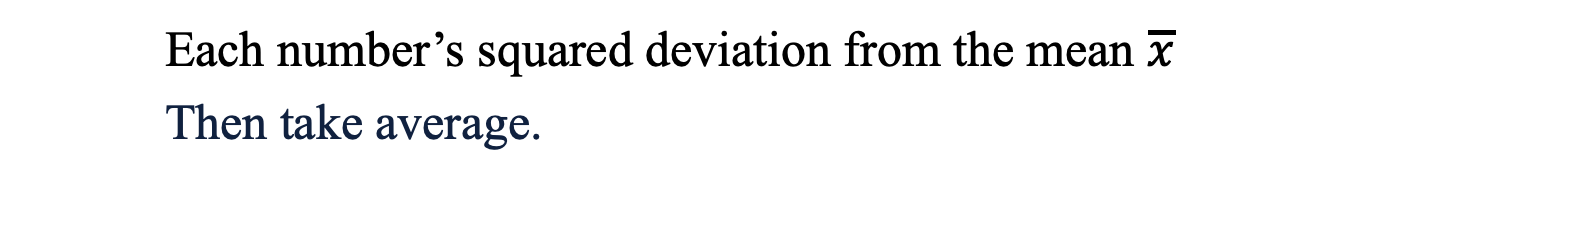 Each number’s squared deviation from the mean x̅
Then take average.